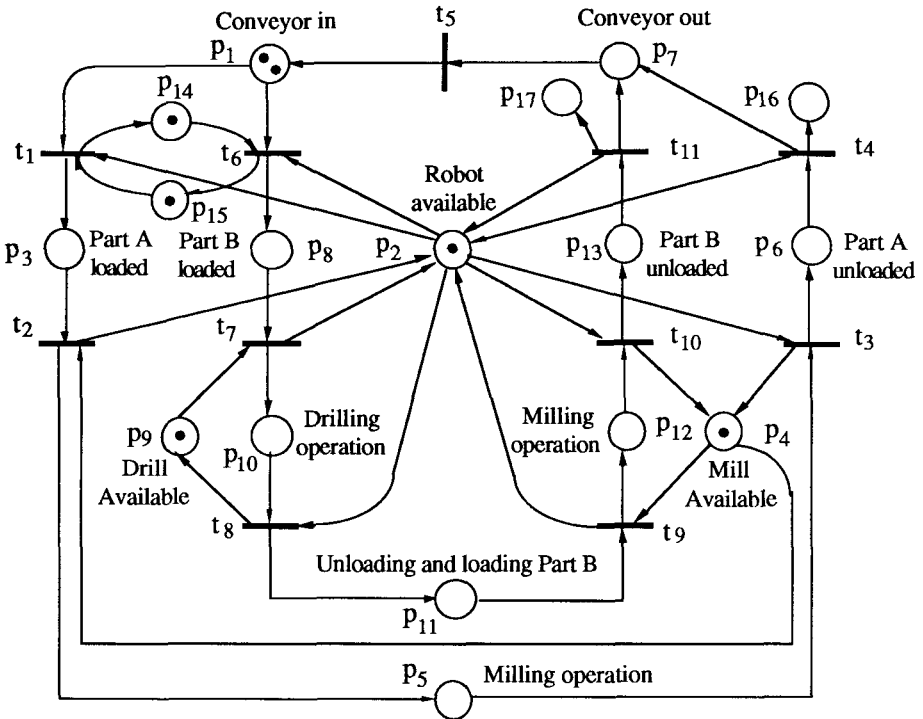 Conveyor in
t5
Conveyor out
p1
p7
p14
p17
p16
t1
t6
t11
t4
p15
Robot
available
p3
Part A
loaded
Part B
loaded
p8
p2
p13
Part B
unloaded
p6
Part A
unloaded
t2
t7
t10
t3
p9
Drill
Available
p10
Drilling
operation
Milling
operation
p12
p4
Mill
Available
t8
t9
Unloading and loading Part B
p11
p5
Milling operation